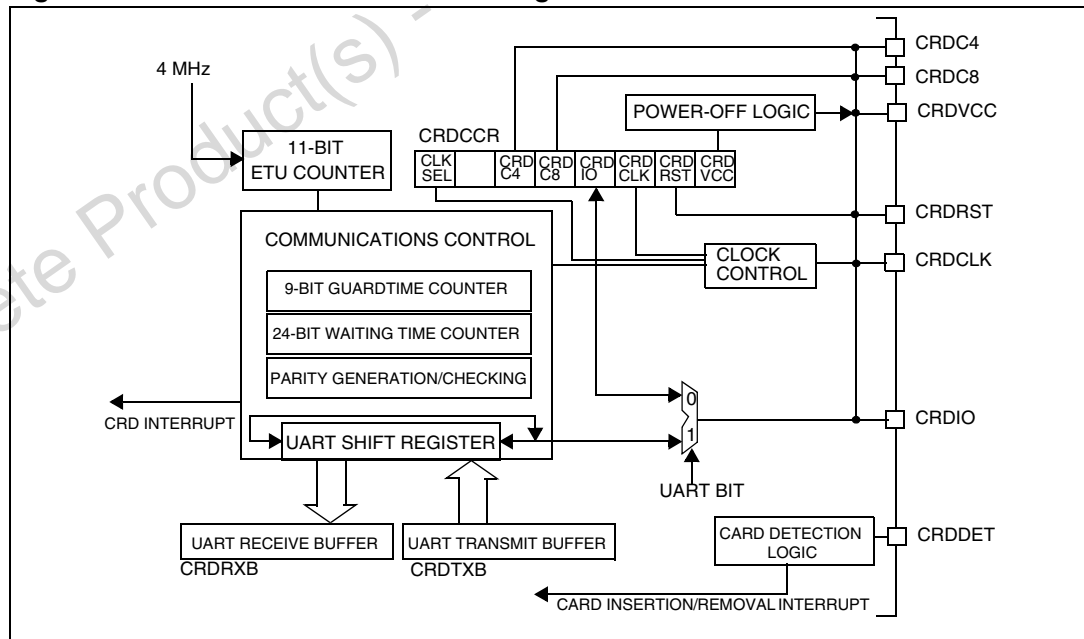 ete Product(s) -
4 MHz
11-BIT
ETU COUNTER
CRDCCR
CLK
SEL
CRD
C4
CRD
C8
CRD
IO
CRD
CLK
CRD
RST
CRD
VCC
POWER-OFF LOGIC
CRDC4
CRDC8
CRDVCC
CRDRST
CRDCLK
CLOCK
CONTROL
COMMUNICATIONS CONTROL
9-BIT GUARDTIME COUNTER
24-BIT WAITING TIME COUNTER
PARITY GENERATION/CHECKING
CRD INTERRUPT
UART SHIFT REGISTER
0
1
UART BIT
CRDIO
UART RECEIVE BUFFER
CRDRXB
UART TRANSMIT BUFFER
CRDTXB
CARD DETECTION
LOGIC
CRDDET
CARD INSERTION/REMOVAL INTERRUPT